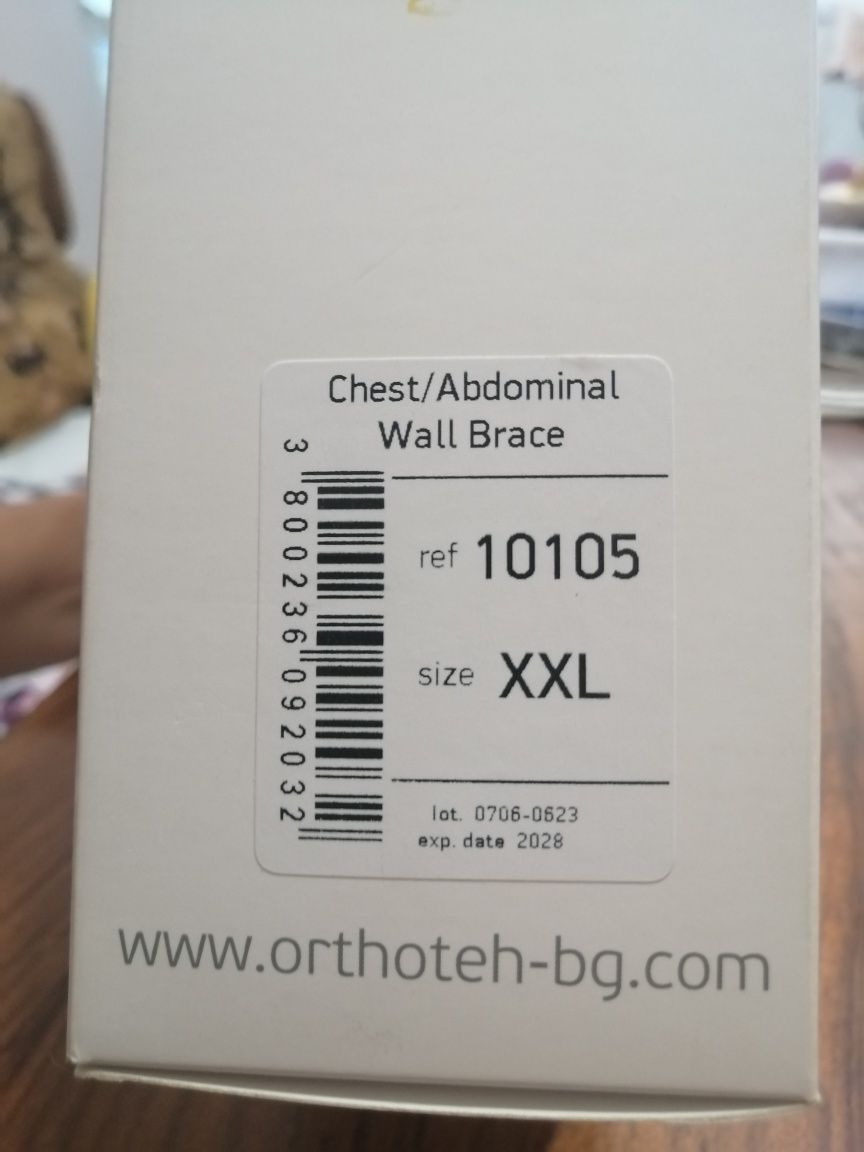 Chest/Abdominal
Wall Brace
3 800236 092032
ref 10105
size XXL
lot. 0706-0623
exp. date 2028
www.orthoteh-bg.com